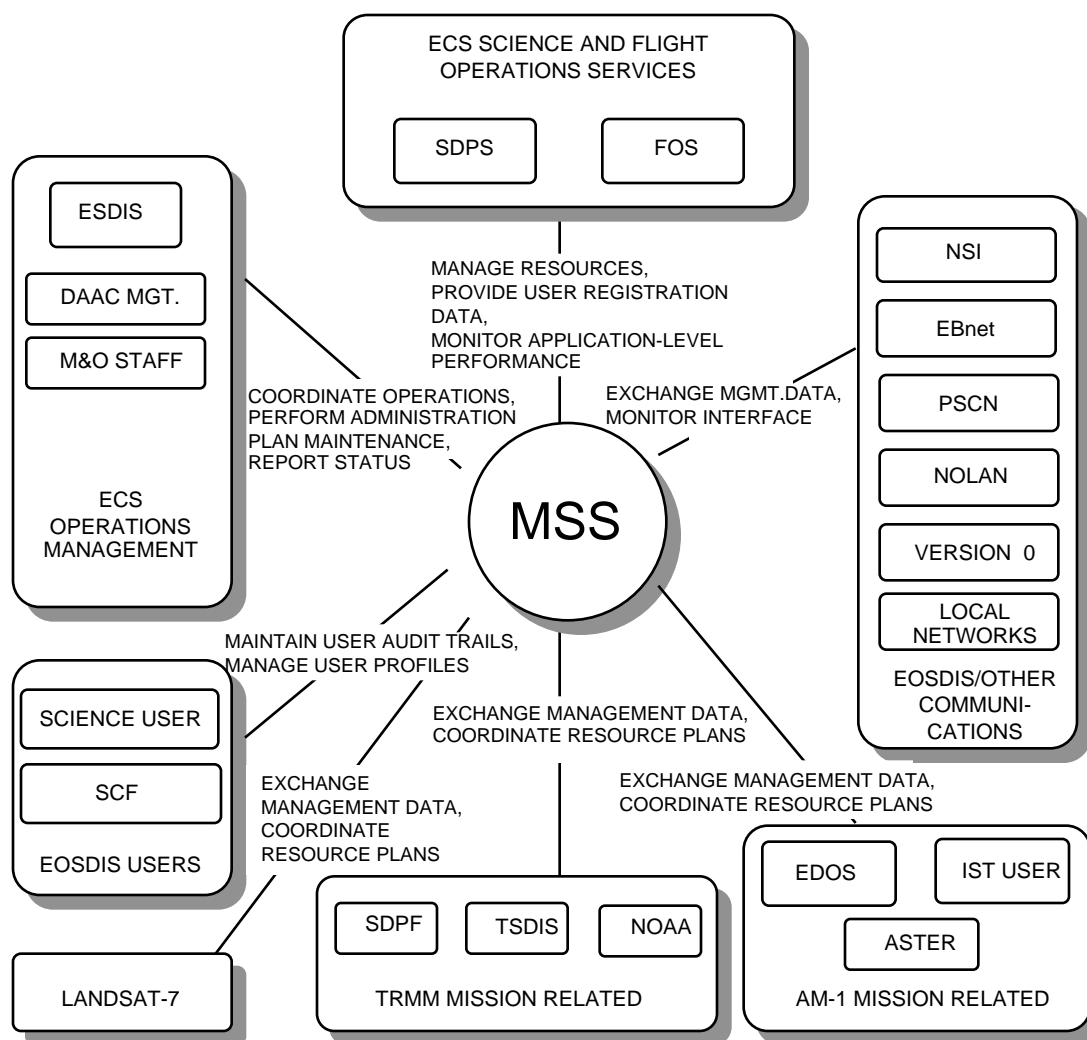 ECS SCIENCE AND FLIGHT
OPERATIONS SERVICES
SDPS
FOS
ESDIS
DAAC MGT.
M&O STAFF
ECS
OPERATIONS
MANAGEMENT
MANAGE RESOURCES,
PROVIDE USER REGISTRATION
DATA,
MONITOR APPLICATION-LEVEL
PERFORMANCE
NSI
EBnet
PSCN
NOLAN
VERSION 0
LOCAL
NETWORKS
EOSDIS/OTHER
COMMUNI-
CATIONS
COORDINATE OPERATIONS,
PERFORM ADMINISTRATION
PLAN MAINTENANCE,
REPORT STATUS
EXCHANGE MGMT.DATA,
MONITOR INTERFACE
MSS
MAINTAIN USER AUDIT TRAILS,
MANAGE USER PROFILES
SCIENCE USER
SCF
EOSDIS USERS
EXCHANGE MANAGEMENT DATA,
COORDINATE RESOURCE PLANS
EXCHANGE
MANAGEMENT DATA,
COORDINATE
RESOURCE PLANS
EXCHANGE MANAGEMENT DATA,
COORDINATE RESOURCE PLANS
LANDSAT-7
SDPF
TSDIS
NOAA
TRMM MISSION RELATED
EDOS
IST USER
ASTER
AM-1 MISSION RELATED